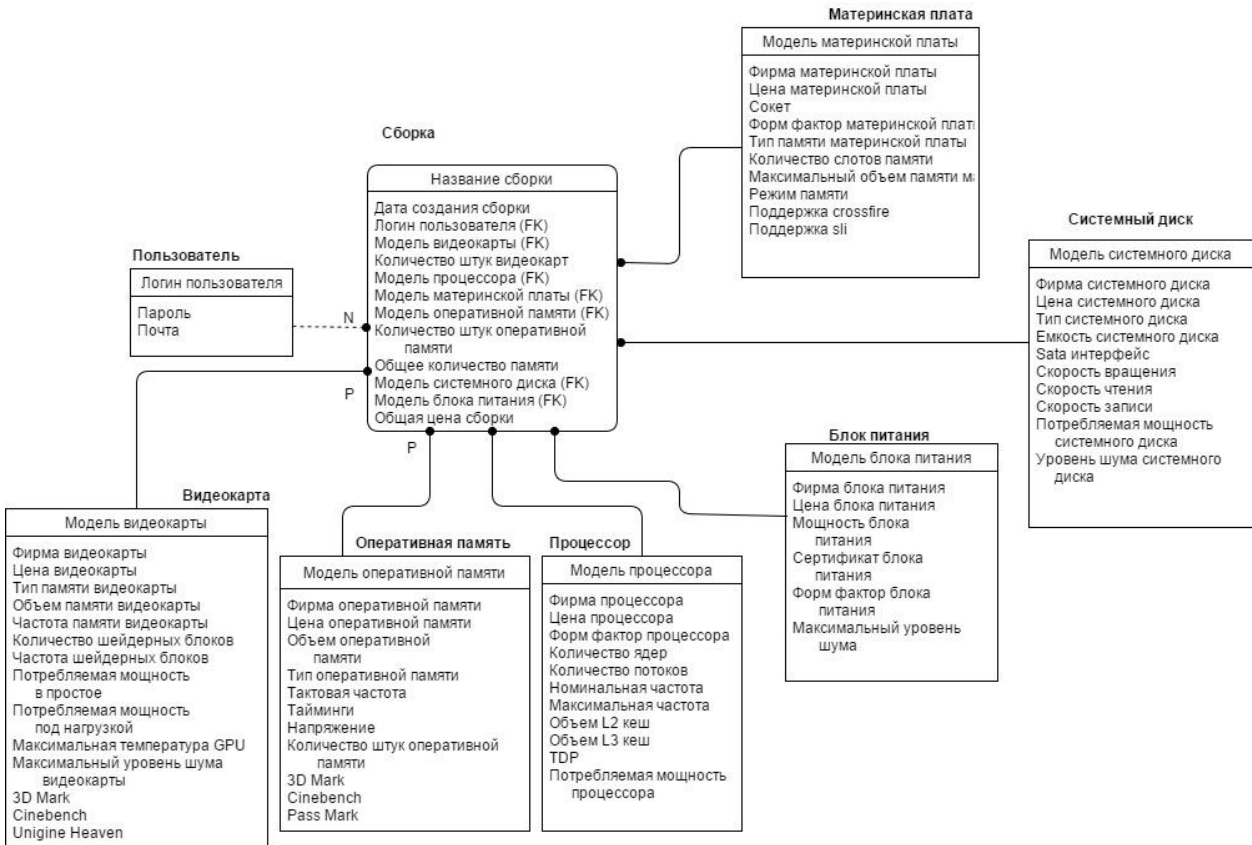 Материнская плата
Модель материнской платы
Фирма материнской платы
Цена материнской платы
Сокет
Форм фактор материнской плат
Тип памяти материнской платы
Количество слотов памяти
Максимальный объем памяти ма
Режим памяти
Поддержка crossfire
Поддержка sli
Сборка
Название сборки
Дата создания сборки
Логин пользователя (FK)
Модель видеокарты (FK)
Количество штук видеокарт
Модель процессора (FK)
Модель материнской платы (FK)
Модель оперативной памяти (FK)
Количество штук оперативной
памяти
Общее количество памяти
Модель системного диска (FK)
Модель блока питания (FK)
Общая цена сборки
Системный диск
Модель системного диска
Фирма системного диска
Цена системного диска
Тип системного диска
Емкость системного диска
Sata интерфейс
Скорость вращения
Скорость чтения
Скорость записи
Потребляемая мощность
системного диска
Уровень шума системного
диска
Пользователь
Логин пользователя
Пароль
Почта
N
P
P
Блок питания
Модель блока питания
Фирма блока питания
Цена блока питания
Мощность блока
питания
Сертификат блока
питания
Форм фактор блока
питания
Максимальный уровень
шума
Видеокарта
Модель видеокарты
Фирма видеокарты
Цена видеокарты
Тип памяти видеокарты
Объем памяти видеокарты
Частота памяти видеокарты
Количество шейдерных блоков
Частота шейдерных блоков
Потребляемая мощность
в простое
Потребляемая мощность
под нагрузкой
Максимальная температура GPU
Максимальный уровень шума
видеокарты
3D Mark
Cinebench
Unigine Heaven
Оперативная память
Модель оперативной памяти
Фирма оперативной памяти
Цена оперативной памяти
Объем оперативной
памяти
Тип оперативной памяти
Тактовая частота
Тайминги
Напряжение
Количество штук оперативной
памяти
3D Mark
Cinebench
Pass Mark
Процессор
Модель процессора
Фирма процессора
Цена процессора
Форм фактор процессора
Количество ядер
Количество потоков
Номинальная частота
Максимальная частота
Объем L2 кеш
Объем L3 кеш
TDP
Потребляемая мощность
процессора